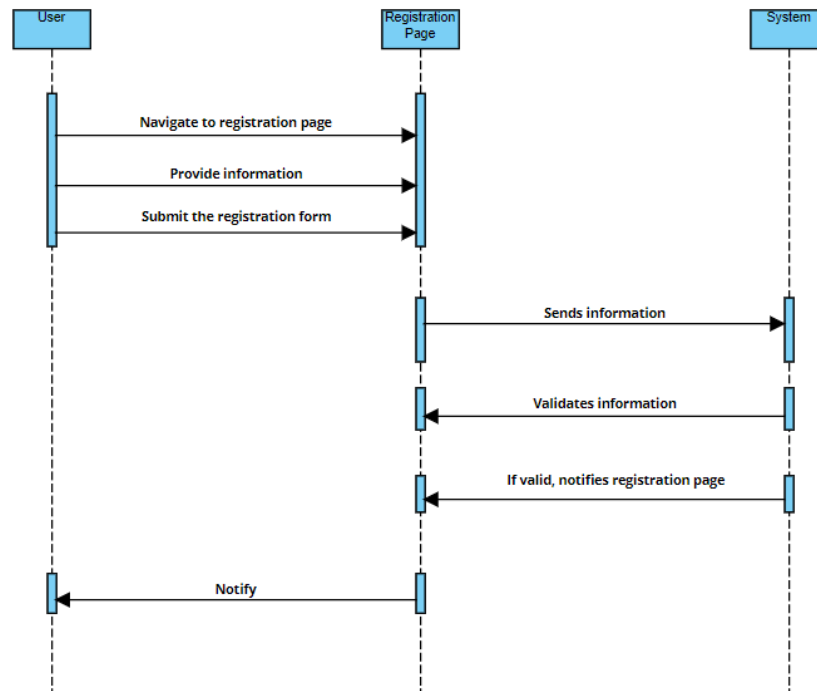 User
Registration
Page
System
Navigate to registration page
Provide information
Submit the registration form
Sends information
Validates information
If valid, notifies registration page
Notify